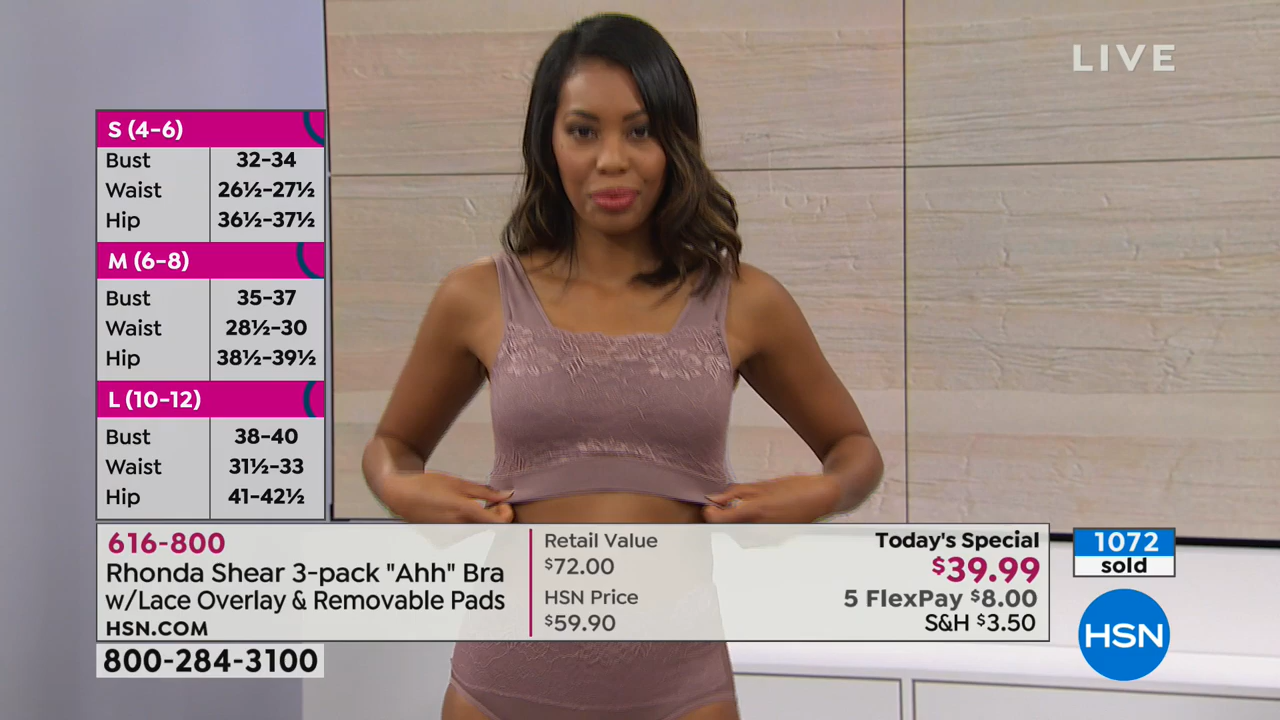 LIVE
S (4-6)
Bust 32-34
Waist 26½-27½
Hip 36½-37½
M (6-8)
Bust 35-37
Waist 28½-30
Hip 38½-39½
L (10-12)
Bust 38-40
Waist 31½-33
Hip 41-42½
616-800
Rhonda Shear 3-pack "Ahh" Bra
w/Lace Overlay & Removable Pads
HSN.COM
800-284-3100
Retail Value
$72.00
HSN Price
$59.90
Today's Special
$39.99
5 FlexPay $8.00
S&H $3.50
1072
sold
HSN